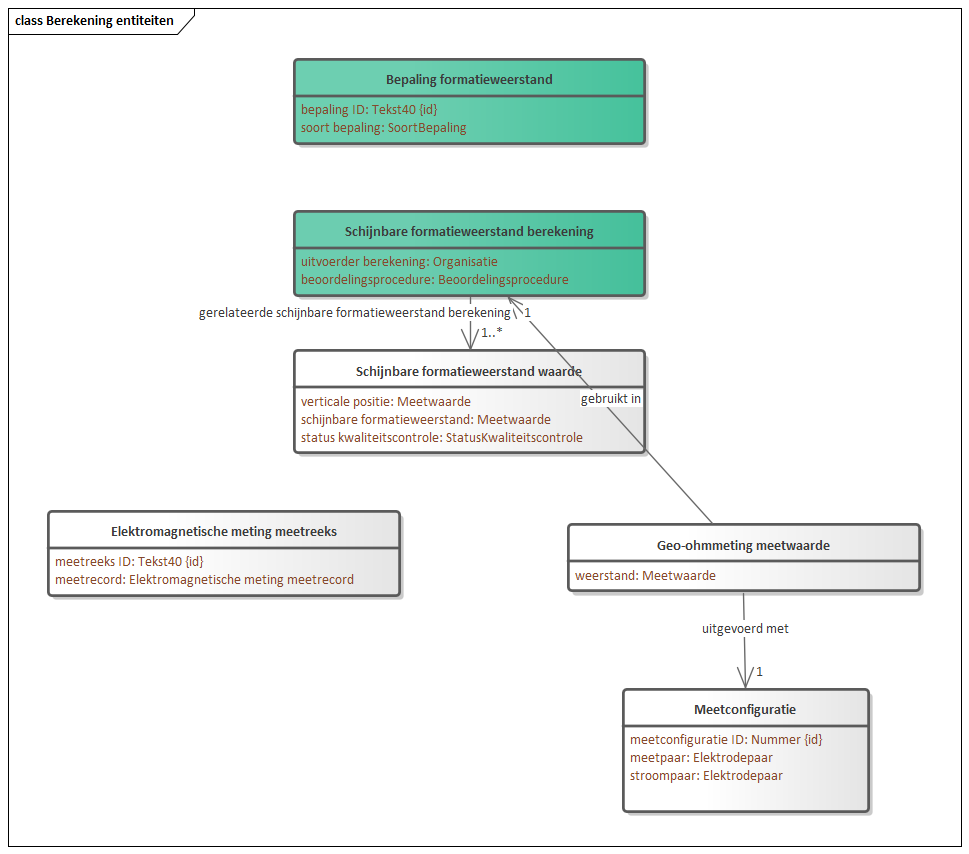 class Berekening entiteiten
Bepaling formatieweerstand
bepaling ID: Tekst40 {id}
soort bepaling: SoortBepaling
Schijnbare formatieweerstand berekening
uitvoerder berekening: Organisatie
beoordelingsprocedure: Beoordelingsprocedure
gerelateerde schijnbare formatieweerstand berekening
1
1..*
Schijnbare formatieweerstand waarde
verticale positie: Meetwaarde
schijnbare formatieweerstand: Meetwaarde
status kwaliteitscontrole: StatusKwaliteitscontrole
gebruikt in
Elektromagnetische meting meetreeks
meetreeks ID: Tekst40 {id}
meetrecord: Elektromagnetische meting meetrecord
Geo-ohmmeting meetwaarde
weerstand: Meetwaarde
uitgevoerd met
1
Meetconfiguratie
meetconfiguratie ID: Nummer {id}
meetpaar: Elektrodepaar
stroompaar: Elektrodepaar